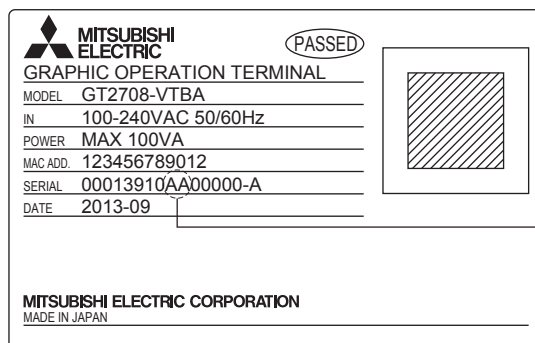 MITSUBISHI
ELECTRIC
PASSED
GRAPHIC OPERATION TERMINAL
MODEL GT2708-VTBA
IN 100-240VAC 50/60Hz
POWER MAX 100VA
MAC ADD. 123456789012
SERIAL 00013910AA00000-A
DATE 2013-09
MITSUBISHI ELECTRIC CORPORATION
MADE IN JAPAN